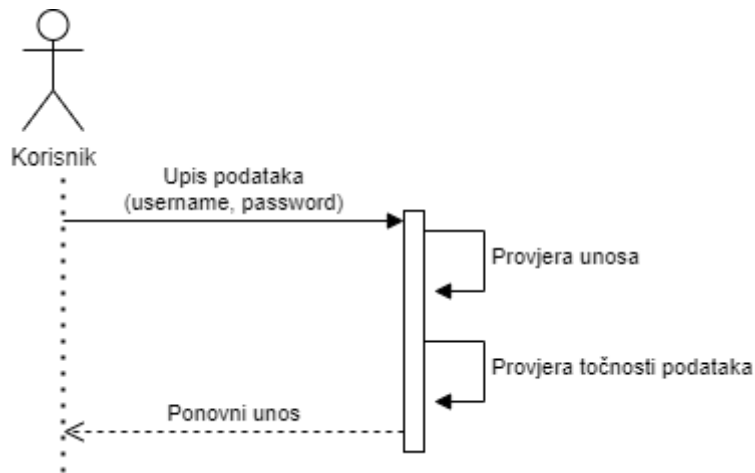 Korisnik
Upis podataka
(username, password)
Provjera unosa
Provjera točnosti podataka
Ponovni unos